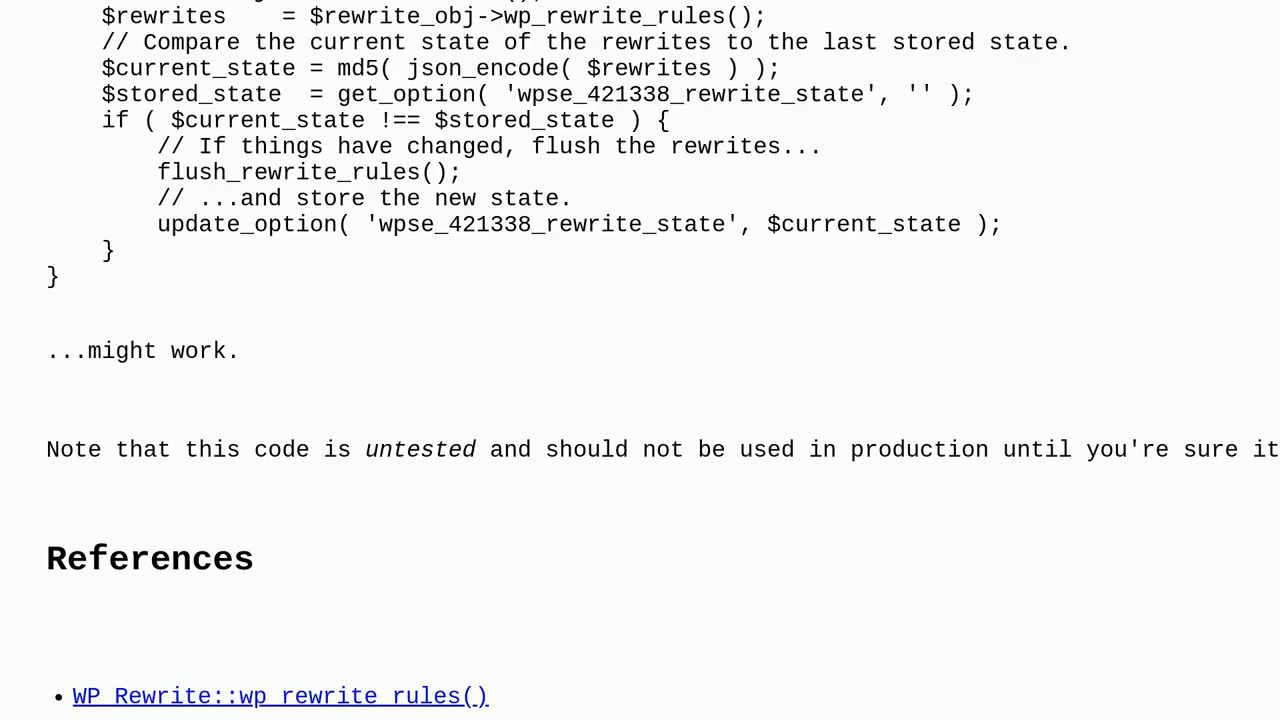 $rewrites    = $rewrite_obj->wp_rewrite_rules();
// Compare the current state of the rewrites to the last stored state.
$current_state = md5( json_encode( $rewrites ) );
$stored_state  = get_option( 'wpse_421338_rewrite_state', '' );
if ( $current_state !== $stored_state ) {
// If things have changed, flush the rewrites...
flush_rewrite_rules();
// ...and store the new state.
update_option( 'wpse_421338_rewrite_state', $current_state );
}
}
...might work.
Note that this code is untested and should not be used in production until you're sure it
References
• WP_Rewrite::wp_rewrite_rules()